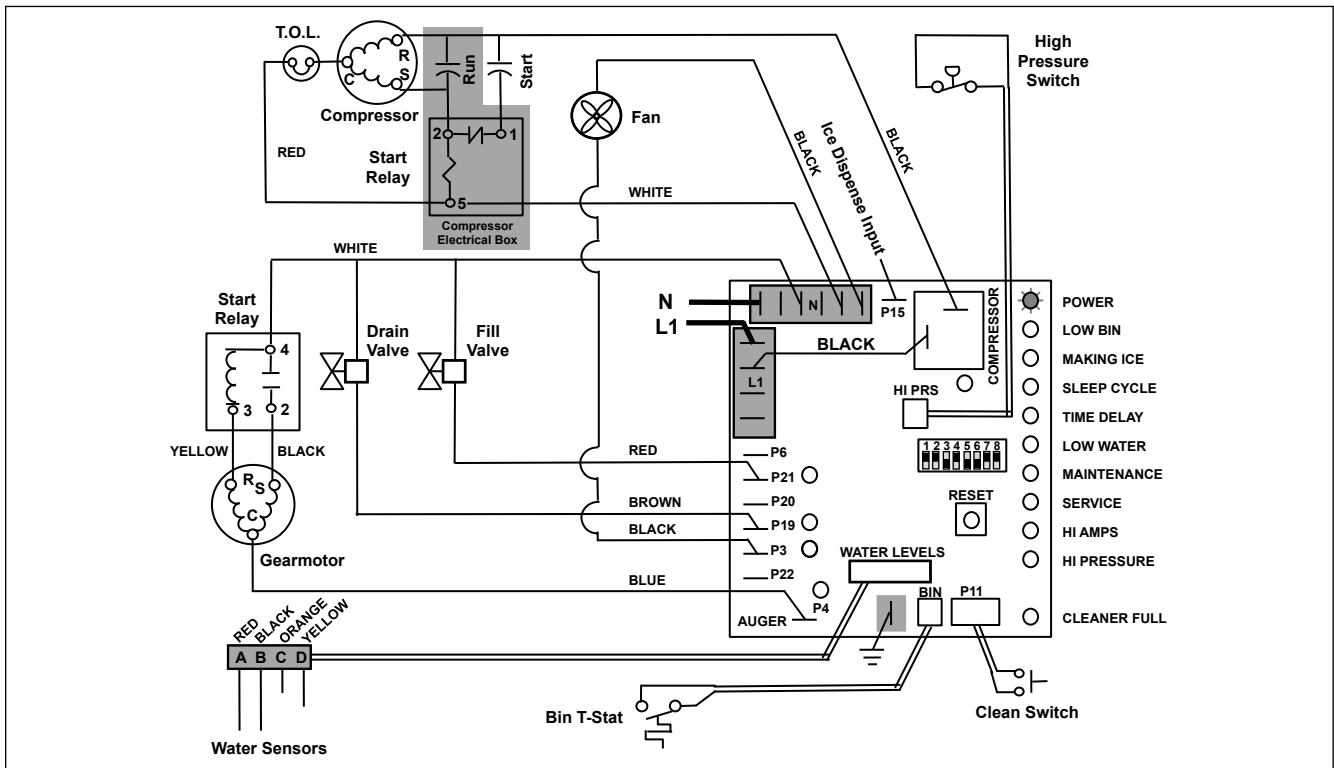 T.O.L.
R
S
C
Compressor
Run
Start
RED
2
1
Start
Relay
5
Compressor
Electrical Box
WHITE
Fan
BLACK
Ice Dispense Input
BLACK
High
Pressure
Switch
WHITE
Start
Relay
4
3
2
YELLOW
BLACK
R
S
C
Gearmotor
Drain
Valve
Fill
Valve
N
L1
N
P15
BLACK
L1
COMPRESSOR
HI PRS
1 2 3 4 5 6 7 8
RESET
POWER
LOW BIN
MAKING ICE
SLEEP CYCLE
TIME DELAY
LOW WATER
MAINTENANCE
SERVICE
HI AMPS
HI PRESSURE
CLEANER FULL
RED
P6
P21
P20
BROWN
P19
BLACK
P3
P22
BLUE
P4
AUGER
WATER LEVELS
BIN
P11
RED
BLACK
ORANGE
YELLOW
A B C D
Water Sensors
Bin T-Stat
Clean Switch